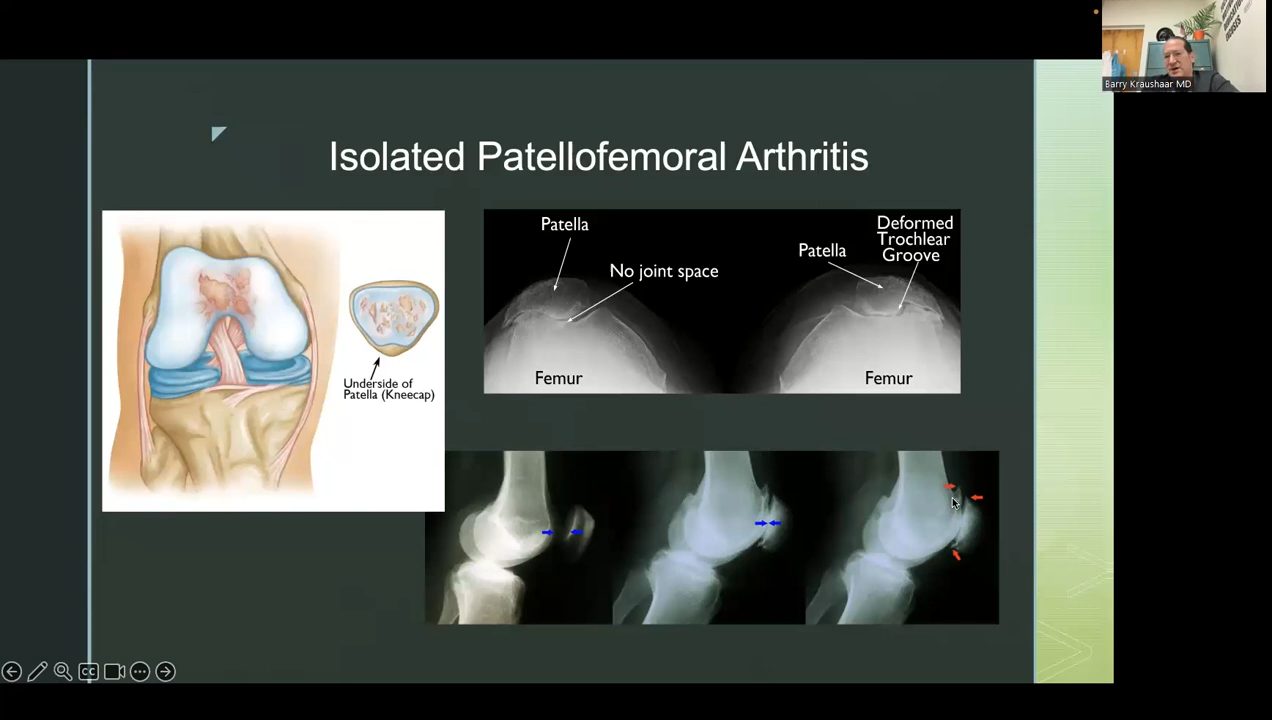 Barry Kraushaar MD
Isolated Patellofemoral Arthritis
Underside of
Patella (Kneecap)
Patella
No joint space
Femur
Patella
Deformed
Trochlear
Groove
Femur
CC